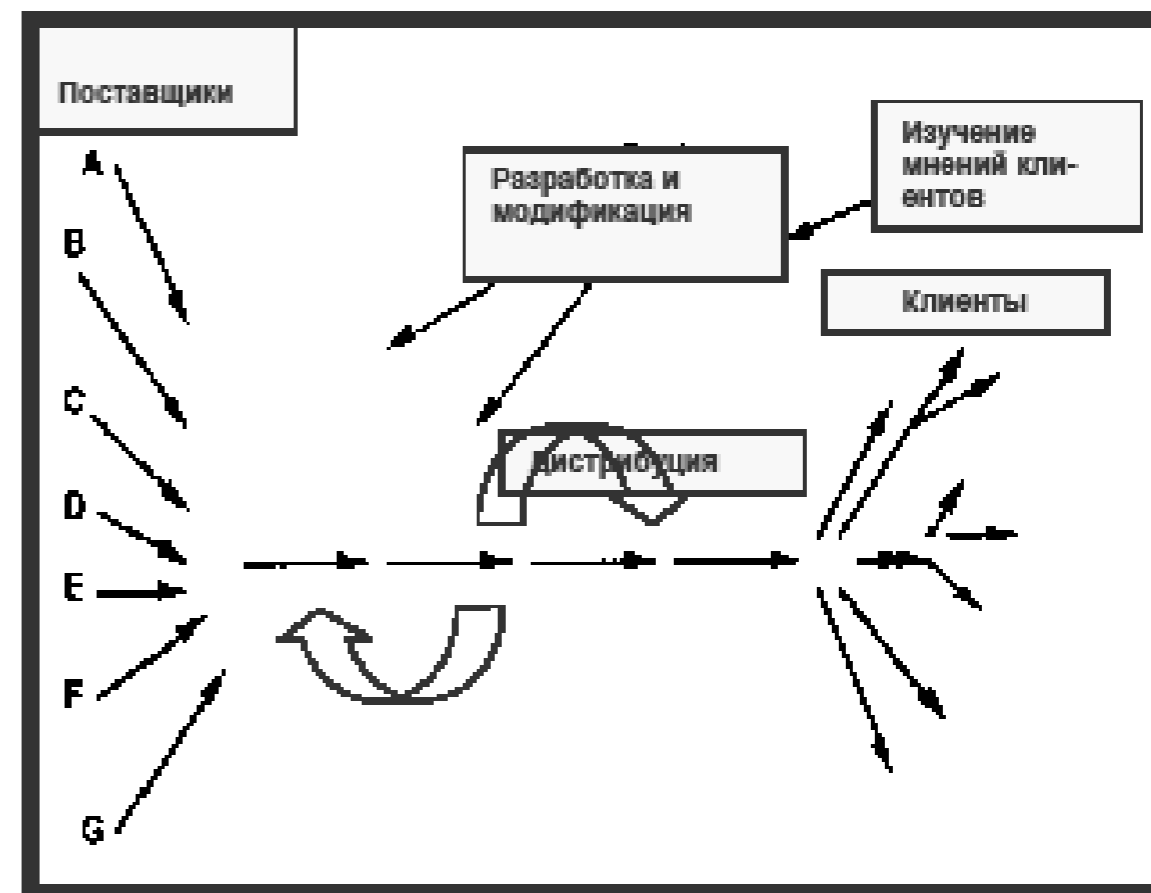 Поставщики
A
B
C
D
E
F
G
Разработка и
модификация
Изучение
мнений кли-
ентов
Клиенты
Дистрибуция